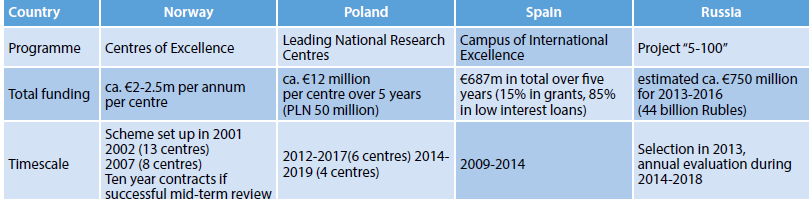 Country Norway Poland Spain Russia
Programme Centres of Excellence Leading National Research Centres Campus of International Excellence Project “5-100”
Total funding ca. €2-2.5m per annum per centre ca. €12 million per centre over 5 years (PLN 50 million) €687m in total over five years (15% in grants, 85% in low interest loans) estimated ca. €750 million for 2013-2016 (44 billion Rubles)
Timescale Scheme set up in 2001 2002 (13 centres) 2007 (8 centres) Ten year contracts if successful mid-term review 2012-2017(6 centres) 2014-2019 (4 centres) 2009-2014 Selection in 2013, annual evaluation during 2014-2018